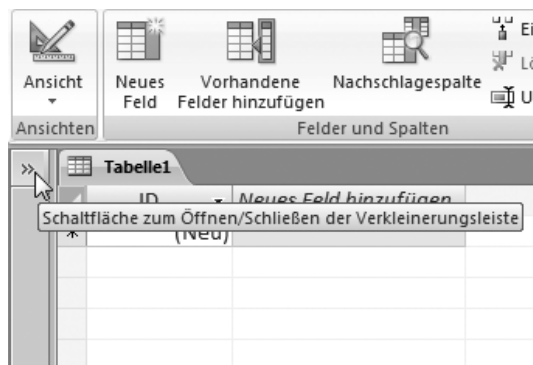 Ansicht
Neues
Feld
Vorhandene
Felder hinzufügen
Nachschlagespalte
Ansichten
Felder und Spalten
»
Tabelle1
ID
Neues Feld hinzufügen
Schaltfläche zum Öffnen/Schließen der Verkleinerungsleiste
* (Neu)